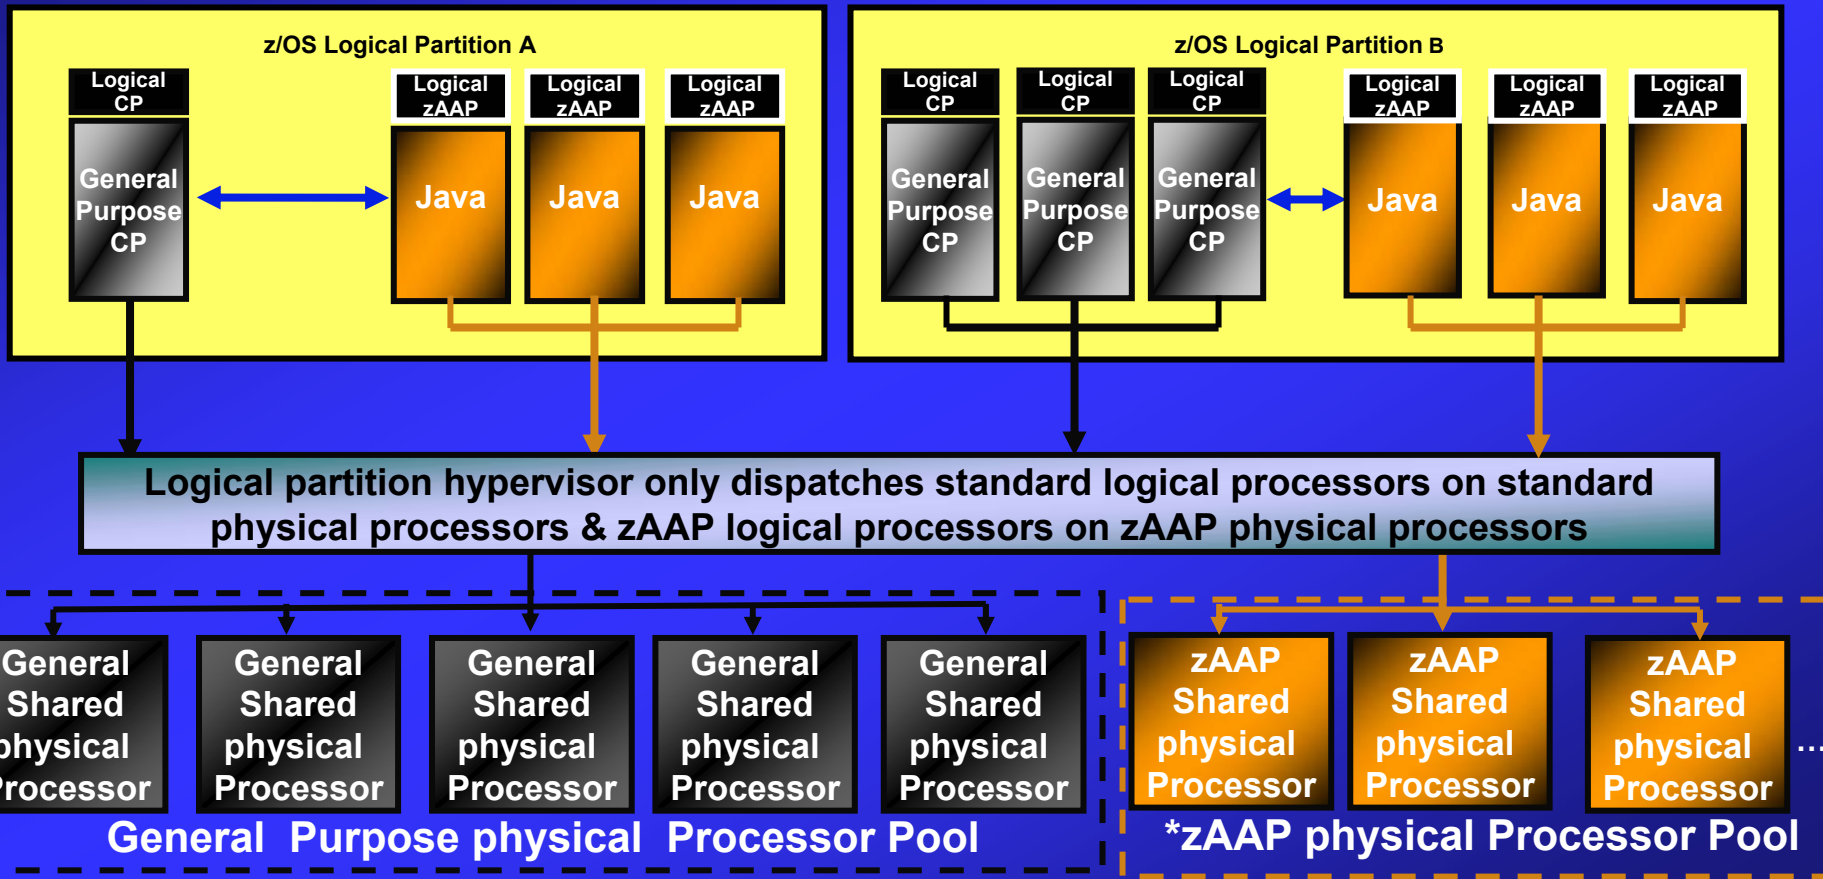 z/OS Logical Partition A
Logical
CP
General
Purpose
CP
Logical
zAAP
Java
Logical
zAAP
Java
Logical
zAAP
Java
z/OS Logical Partition B
Logical
CP
General
Purpose
CP
Logical
CP
General
Purpose
CP
Logical
CP
General
Purpose
CP
Logical
zAAP
Java
Logical
zAAP
Java
Logical
zAAP
Java
Logical partition hypervisor only dispatches standard logical processors on standard
physical processors & zAAP logical processors on zAAP physical processors
General
Shared
physical
Processor
General
Shared
physical
Processor
General
Shared
physical
Processor
General
Shared
physical
Processor
General
Shared
physical
Processor
General Purpose physical Processor Pool
zAAP
Shared
physical
Processor
zAAP
Shared
physical
Processor
zAAP
Shared
physical
Processor
...
*zAAP physical Processor Pool